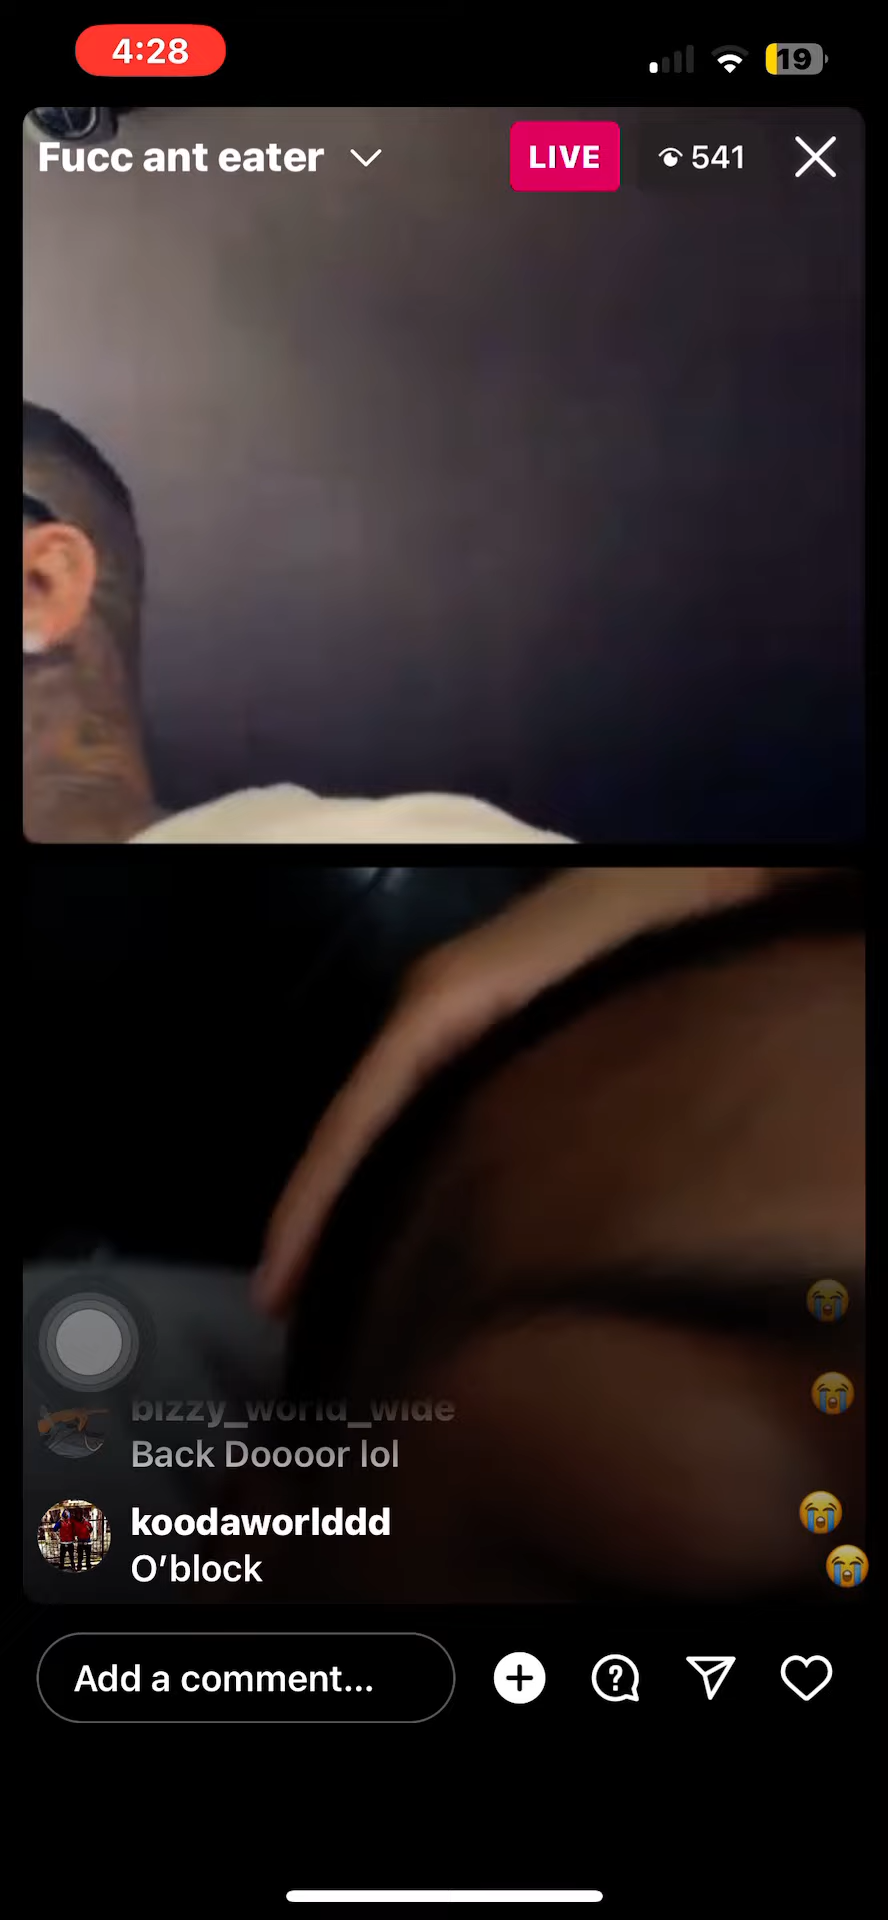 4:28
19
Fucc ant eater
LIVE
541
bizzy_world_wide
Back Doooor lol
koodaworlddd
O’block
Add a comment...